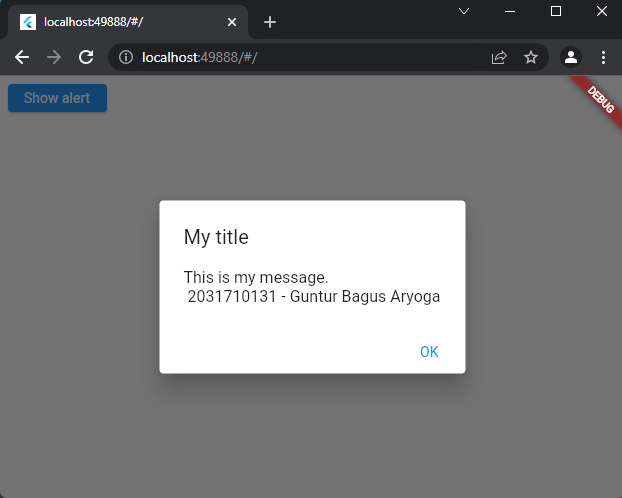 localhost:49888/#/
localhost:49888/#/
Show alert
DEBUG
My title
This is my message.
2031710131 - Guntur Bagus Aryoga
OK